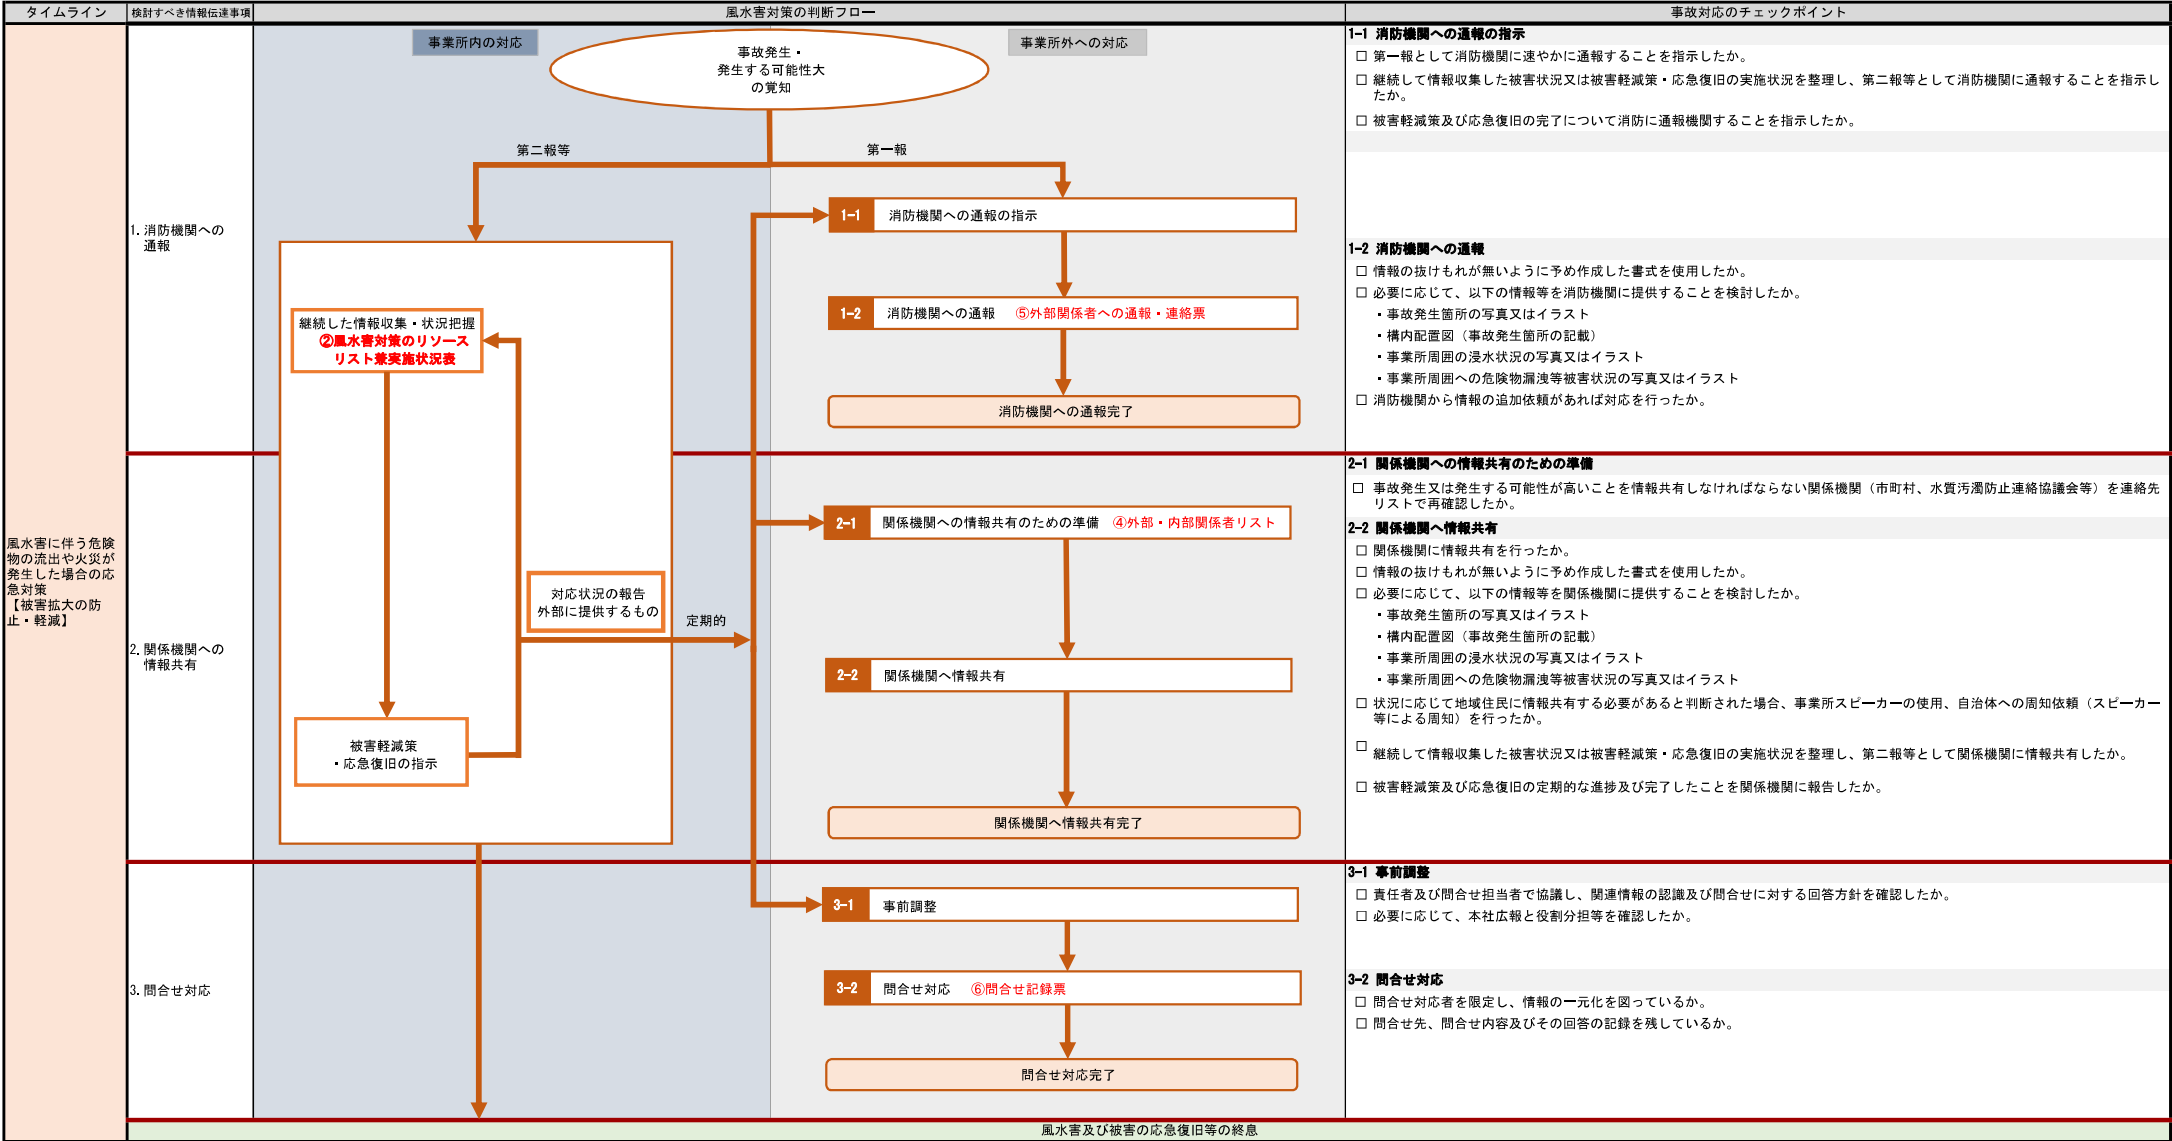 タイムライン
検討すべき情報伝達事項
風水害対策の判断フロー
事故対応のチェックポイント
風水害に伴う危険
物の流出や火災が
発生した場合の応
急対策
【被害拡大の防
止・軽減】
1. 消防機関への
通報
2. 関係機関への
情報共有
3. 問合せ対応
事業所内の対応
事業所外への対応
事故発生・
発生する可能性大
の覚知
第二報等
第一報
継続した情報収集・状況把握
②風水害対策のリソース
リスト兼実施状況表
被害軽減策
・応急復旧の指示
対応状況の報告
外部に提供するもの
定期的
1-1 消防機関への通報の指示
1-2 消防機関への通報 ⑤外部関係者への通報・連絡票
消防機関への通報完了
2-1 関係機関への情報共有のための準備 ④外部・内部関係者リスト
2-2 関係機関へ情報共有
関係機関へ情報共有完了
3-1 事前調整
3-2 問合せ対応 ⑥問合せ記録票
問合せ対応完了
1-1 消防機関への通報の指示
□ 第一報として消防機関に速やかに通報することを指示したか。
□ 継続して情報収集した被害状況又は被害軽減策・応急復旧の実施状況を整理し、第二報等として消防機関に通報することを指示し
たか。
□ 被害軽減策及び応急復旧の完了について消防に通報機関することを指示したか。
1-2 消防機関への通報
□ 情報の抜けもれが無いように予め作成した書式を使用したか。
□ 必要に応じて、以下の情報等を消防機関に提供することを検討したか。
・事故発生箇所の写真又はイラスト
・構内配置図（事故発生箇所の記載）
・事業所周囲の浸水状況の写真又はイラスト
・事業所周囲への危険物漏洩等被害状況の写真又はイラスト
□ 消防機関から情報の追加依頼があれば対応を行ったか。
2-1 関係機関への情報共有のための準備
□ 事故発生又は発生する可能性が高いことを情報共有しなければならない関係機関（市町村、水質汚濁防止連絡協議会等）を連絡先
リストで再確認したか。
2-2 関係機関へ情報共有
□ 関係機関に情報共有を行ったか。
□ 情報の抜けもれが無いように予め作成した書式を使用したか。
□ 必要に応じて、以下の情報等を関係機関に提供することを検討したか。
・事故発生箇所の写真又はイラスト
・構内配置図（事故発生箇所の記載）
・事業所周囲の浸水状況の写真又はイラスト
・事業所周囲への危険物漏洩等被害状況の写真又はイラスト
□ 状況に応じて地域住民に情報共有する必要があると判断された場合、事業所スピーカーの使用、自治体への周知依頼（スピーカー
等による周知）を行ったか。
□ 継続して情報収集した被害状況又は被害軽減策・応急復旧の実施状況を整理し、第二報等として関係機関に情報共有したか。
□ 被害軽減策及び応急復旧の定期的な進捗及び完了したことを関係機関に報告したか。
3-1 事前調整
□ 責任者及び問合せ担当者で協議し、関連情報の認識及び問合せに対する回答方針を確認したか。
□ 必要に応じて、本社広報と役割分担等を確認したか。
3-2 問合せ対応
□ 問合せ対応者を限定し、情報の一元化を図っているか。
□ 問合せ先、問合せ内容及びその回答の記録を残しているか。
風水害及び被害の応急復旧等の終息